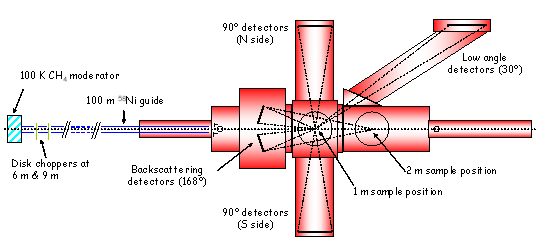 90° detectors
(N side)
Low angle
detectors (30°)
100 K CH4 moderator
100 m 58Ni guide
Disk choppers at
6 m & 9 m
Backscattering
detectors (168°)
2 m sample position
1 m sample position
90° detectors
(S side)